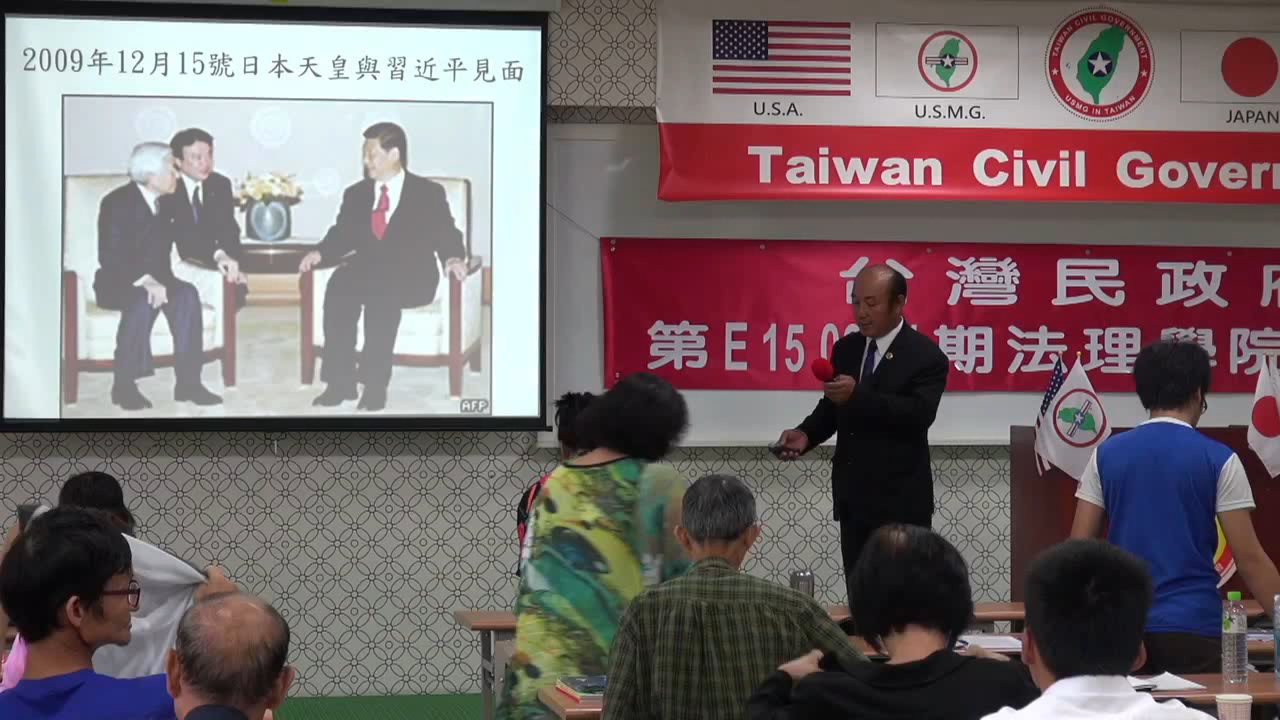 2009年12月15號日本天皇與習近平見面
AFP
U.S.A.
U.S.M.G.
TAIWAN CIVIL GOVERNMENT
USMG IN TAIWAN
JAPAN
Taiwan Civil Govern
台灣民政府
第E15 期法理學院